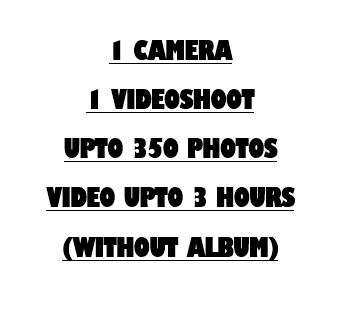 1 CAMERA
1 VIDEOSHOOT
UPTO 350 PHOTOS
VIDEO UPTO 3 HOURS
(WITHOUT ALBUM)